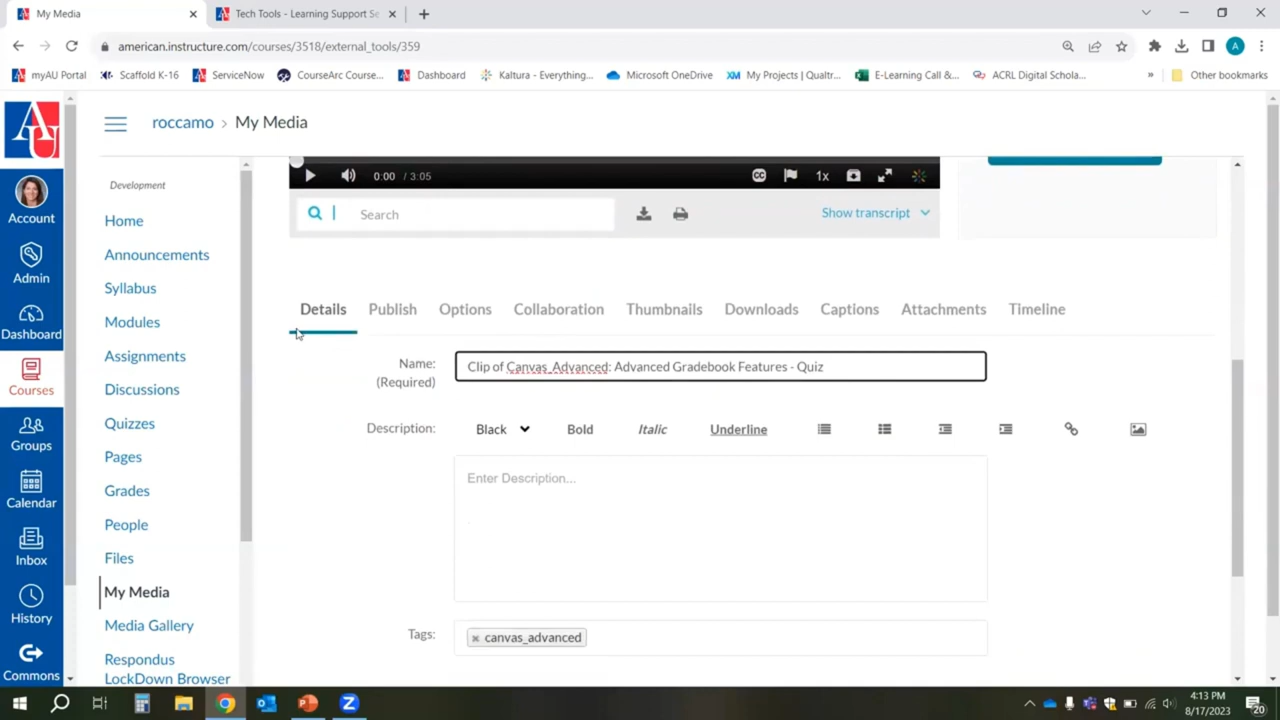 My Media
Tech Tools - Learning Support Se
american.instructure.com/courses/3518/external_tools/359
A
myAU Portal
Scaffold K-16
ServiceNow
CourseArc Course...
Dashboard
Kaltura - Everything...
Microsoft OneDrive
XM My Projects (Qualtr...
E-Learning Call &...
ACRL Digital Schola...
»
Other bookmarks
AU
Account
Admin
Dashboard
Courses
Groups
Calendar
Inbox
History
Commons
roccamo > My Media
Development
Home
Announcements
Syllabus
Modules
Assignments
Discussions
Quizzes
Pages
Grades
People
Files
My Media
Media Gallery
Respondus
LockDown Browser
0:00 / 3:05
CC
1x
Search
Show transcript
Details
Publish
Options
Collaboration
Thumbnails
Downloads
Captions
Attachments
Timeline
Name:
(Required)
Clip of Canvas_Advanced: Advanced Gradebook Features - Quiz
Description:
Black
Bold
Italic
Underline
Enter Description...
Tags:
canvas_advanced
4:13 PM
8/17/2023
20